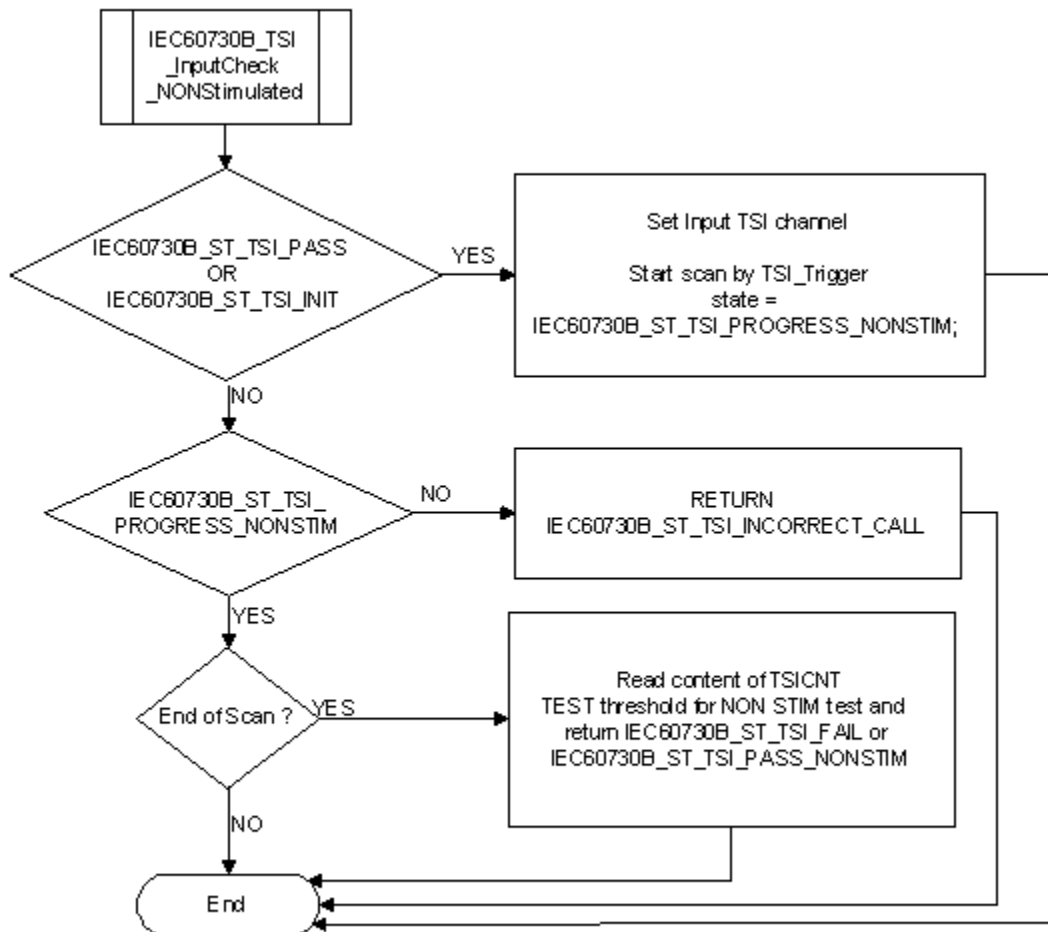 IEC60730B_TSI
_InputCheck
_NONStimulated
IEC60730B_ST_TSI_PASS
OR
IEC60730B_ST_TSI_INIT
YES
Set Input TSI channel
Start scan by TSI_Trigger
state =
IEC60730B_ST_TSI_PROGRESS_NONSTIM;
NO
IEC60730B_ST_TSI_
PROGRESS_NONSTIM
NO
RETURN
IEC60730B_ST_TSI_INCORRECT_CALL
YES
End of Scan ?
YES
Read content of TSICNT
TEST threshold for NON STIM test and
return IEC60730B_ST_TSI_FAIL or
IEC60730B_ST_TSI_PASS_NONSTIM
NO
End